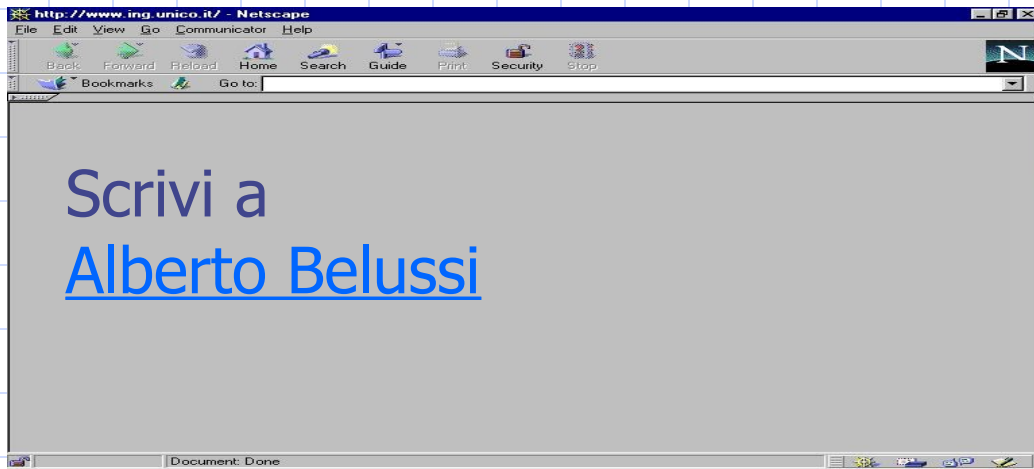 http://www.ing.unico.it/ - Netscape
File Edit View Go Communicator Help
Back Forward Reload Home Search Guide Print Security Stop
N
Bookmarks Go to:
Scrivi a
Alberto Belussi
Document: Done